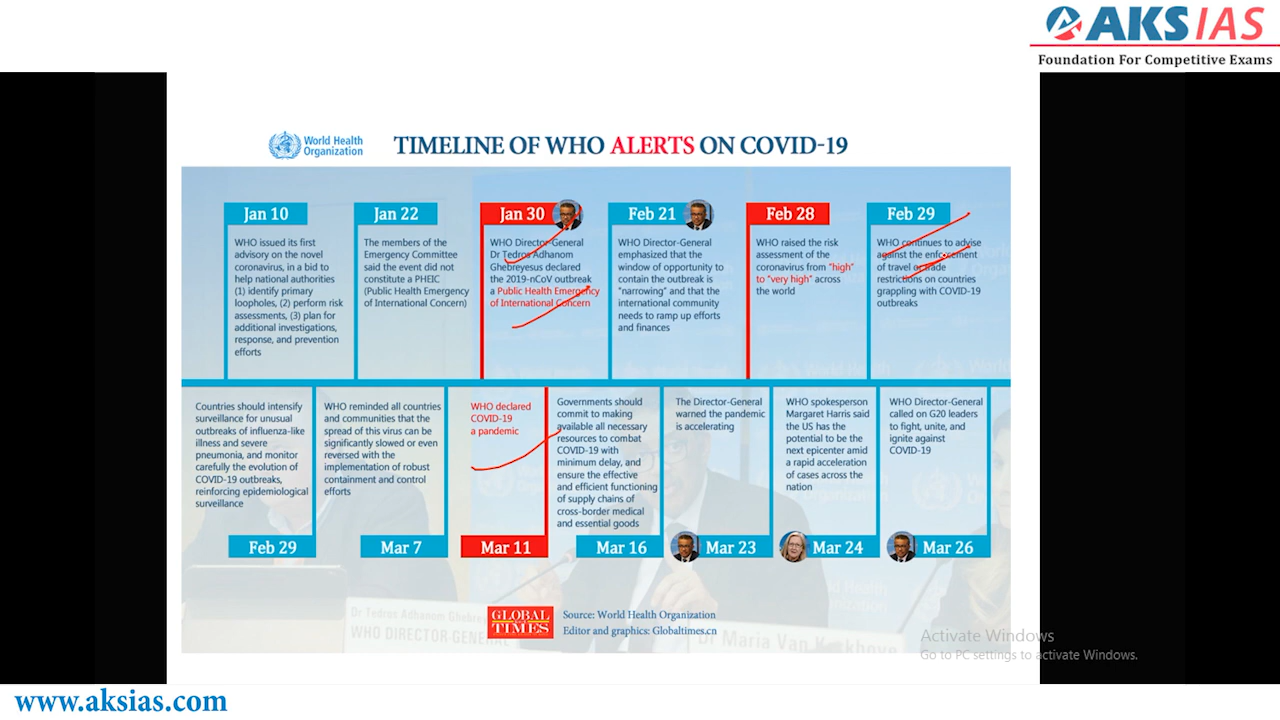 AKS IAS
Foundation For Competitive Exams
World Health
Organization
TIMELINE OF WHO ALERTS ON COVID-19
Jan 10
WHO issued its first
advisory on the novel
coronavirus, in a bid to
help national authorities
(1) identify primary
loopholes, (2) perform risk
assessments, (3) plan for
additional investigations,
response, and prevention
efforts
Jan 22
The members of the
Emergency Committee
said the event did not
constitute a PHEIC
(Public Health Emergency
of International Concern)
Jan 30
WHO Director-General
Dr Tedros Adhanom
Ghebreyesus declared
the 2019-nCoV outbreak
a Public Health Emergency
of International Concern
Feb 21
WHO Director-General
emphasized that the
window of opportunity to
contain the outbreak is
"narrowing" and that the
international community
needs to ramp up efforts
and finances
Feb 28
WHO raised the risk
assessment of the
coronavirus from "high"
to "very high" across
the world
Feb 29
WHO continues to advise
against the enforcement
of travel or trade
restrictions on countries
grappling with COVID-19
outbreaks
Countries should intensify
surveillance for unusual
outbreaks of influenza-like
illness and severe
pneumonia, and monitor
carefully the evolution of
COVID-19 outbreaks,
reinforcing epidemiological
surveillance
Feb 29
WHO reminded all countries
and communities that the
spread of this virus can be
significantly slowed or even
reversed with the
implementation of robust
containment and control
efforts
Mar 7
WHO declared
COVID-19
a pandemic
Mar 11
Governments should
commit to making
available all necessary
resources to combat
COVID-19 with
minimum delay, and
ensure the effective
and efficient functioning
of supply chains of
cross-border medical
and essential goods
Mar 16
The Director-General
warned the pandemic
is accelerating
Mar 23
WHO spokesperson
Margaret Harris said
the US has the
potential to be the
next epicenter amid
a rapid acceleration
of cases across the
nation
Mar 24
WHO Director-General
called on G20 leaders
to fight, unite, and
ignite against
COVID-19
Mar 26
Dr Tedros Adhanom
WHO DIRECTOR-GENERAL
GLOBAL
TIMES
Source: World Health Organization
Editor and graphics: Globaltimes.cn
Dr Maria Van
Activate Windows
Go to PC settings to activate Windows.
www.aksias.com